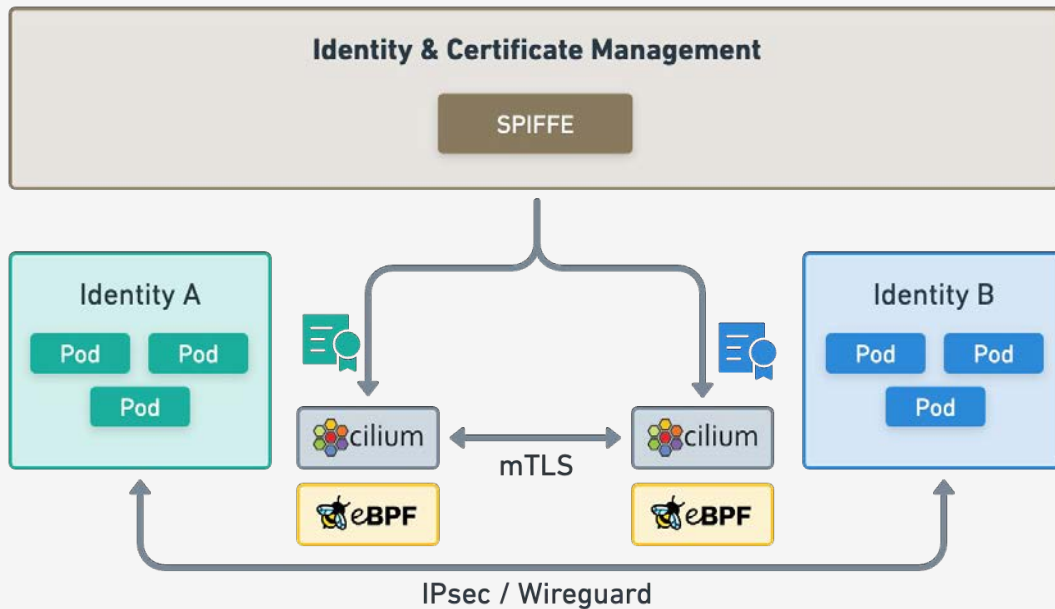 Identity & Certificate Management
SPIFFE
Identity A
Pod Pod
Pod
cilium
eBPF
mTLS
cilium
eBPF
Identity B
Pod Pod
Pod
IPsec / Wireguard